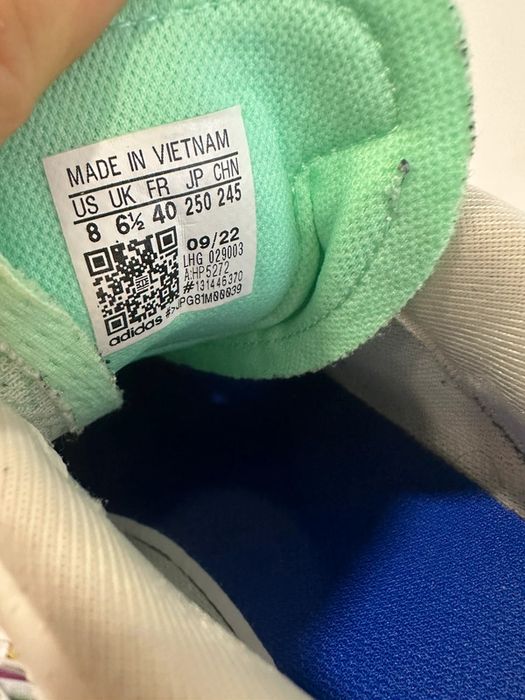 MADE IN VIETNAM
US UK FR JP CHN
8 6½ 40 250 245
09/22
LHG 029003
A:HP5272
#131446370
#>JPG81M00039
adidas